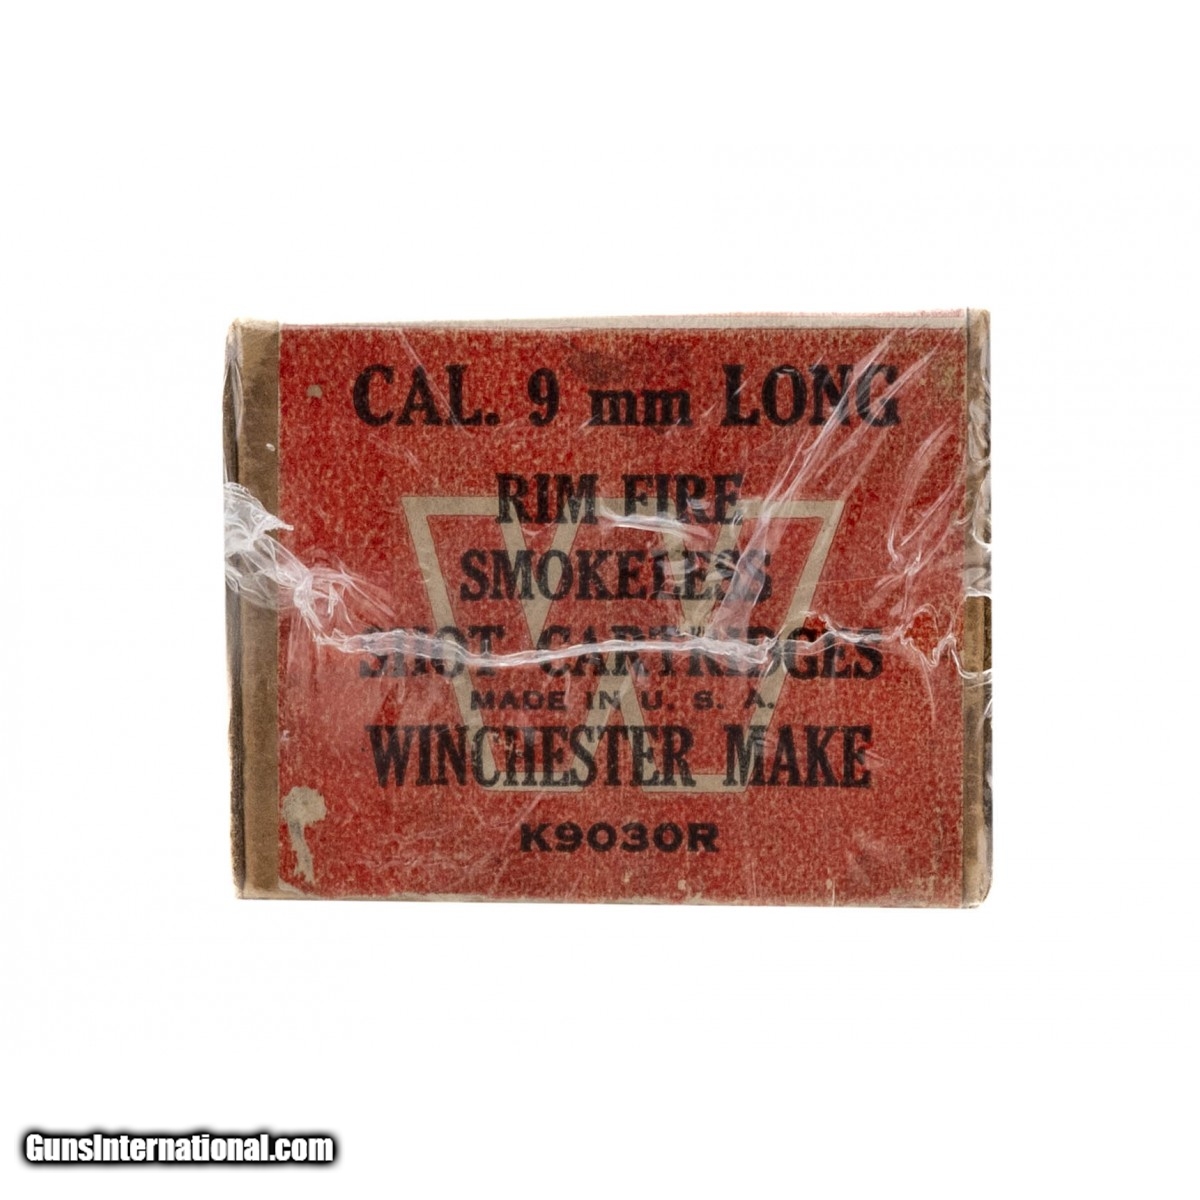 CAL. 9 mm LONG
RIM FIRE
SMOKELESS
SHOT CARTRIDGES
MADE IN U. S. A.
WINCHESTER MAKE
K9030R
GunsInternational.com